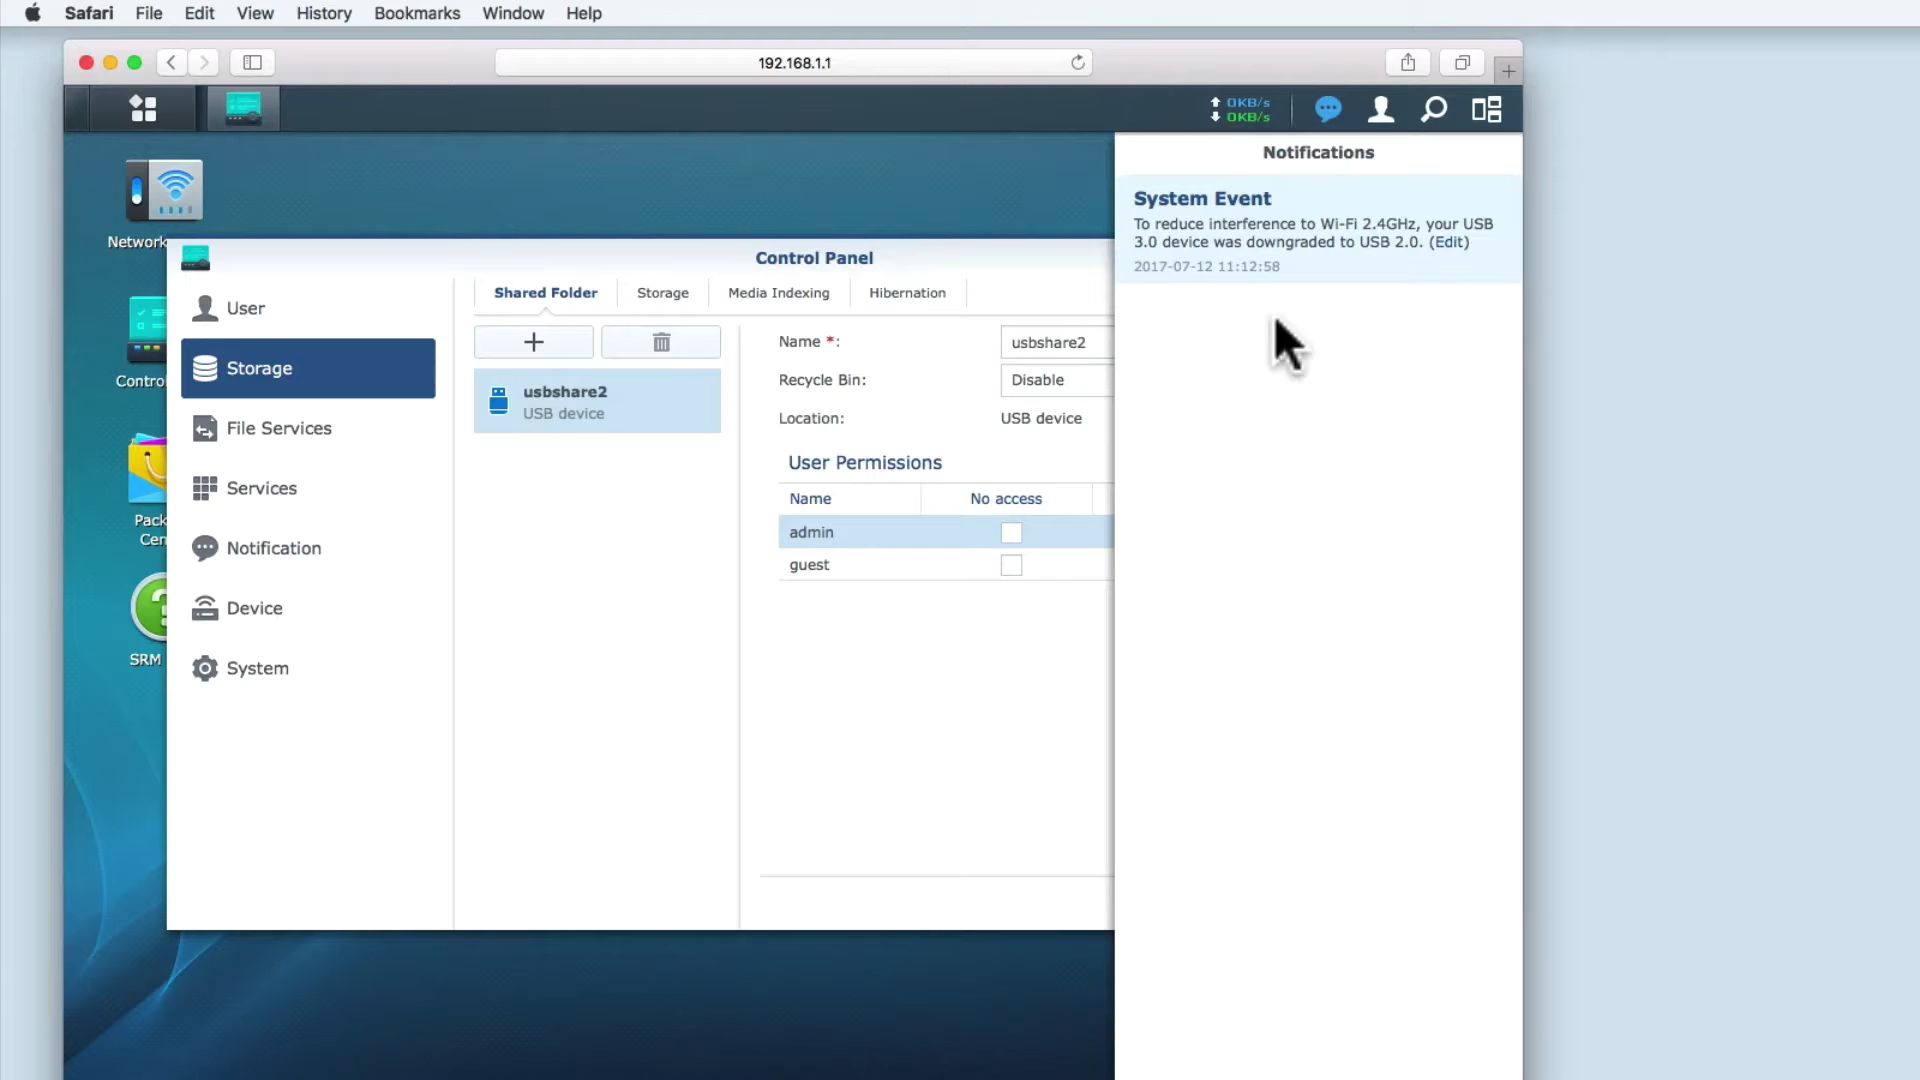 Safari File Edit View History Bookmarks Window Help
192.168.1.1
0KB/s
0KB/s
Notifications
System Event
To reduce interference to Wi-Fi 2.4GHz, your USB
3.0 device was downgraded to USB 2.0. (Edit)
2017-07-12 11:12:58
Network
Control
Pack
Cen
SRM
Control Panel
User
Storage
File Services
Services
Notification
Device
System
Shared Folder Storage Media Indexing Hibernation
usbshare2
USB device
Name *: usbshare2
Recycle Bin: Disable
Location: USB device
User Permissions
Name No access
admin
guest